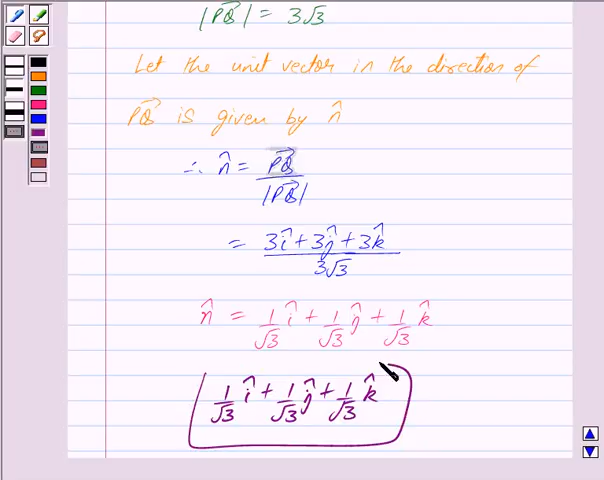 |PQ⃗| = 3√3
Let the unit vector in the direction of
PQ⃗ is given by n̂
∴ n̂ = PQ⃗ / |PQ⃗|
= 3î + 3ĵ + 3k̂ / 3√3
n̂ = 1/√3 î + 1/√3 ĵ + 1/√3 k̂
1/√3 î + 1/√3 ĵ + 1/√3 k̂